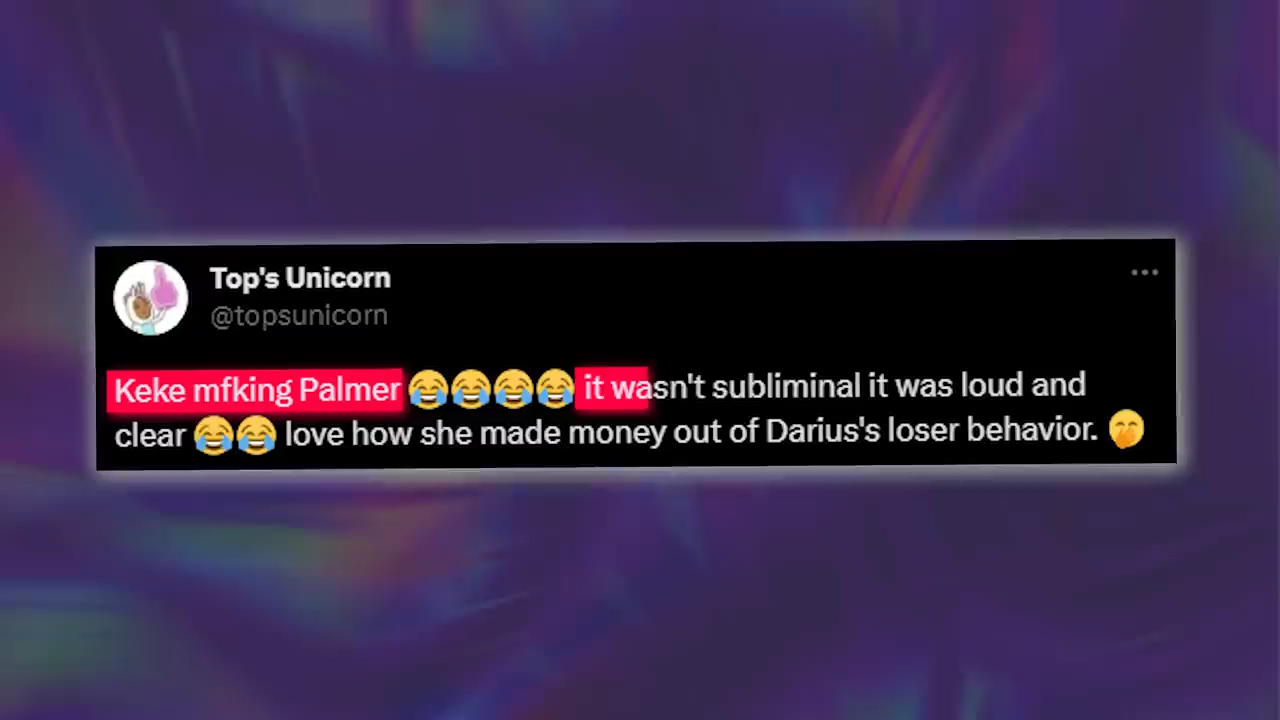 Top's Unicorn
@topsunicorn
Keke mfking Palmer 😂😂😂😂 it wasn't subliminal it was loud and
clear 😂😂 love how she made money out of Darius's loser behavior. 🤭